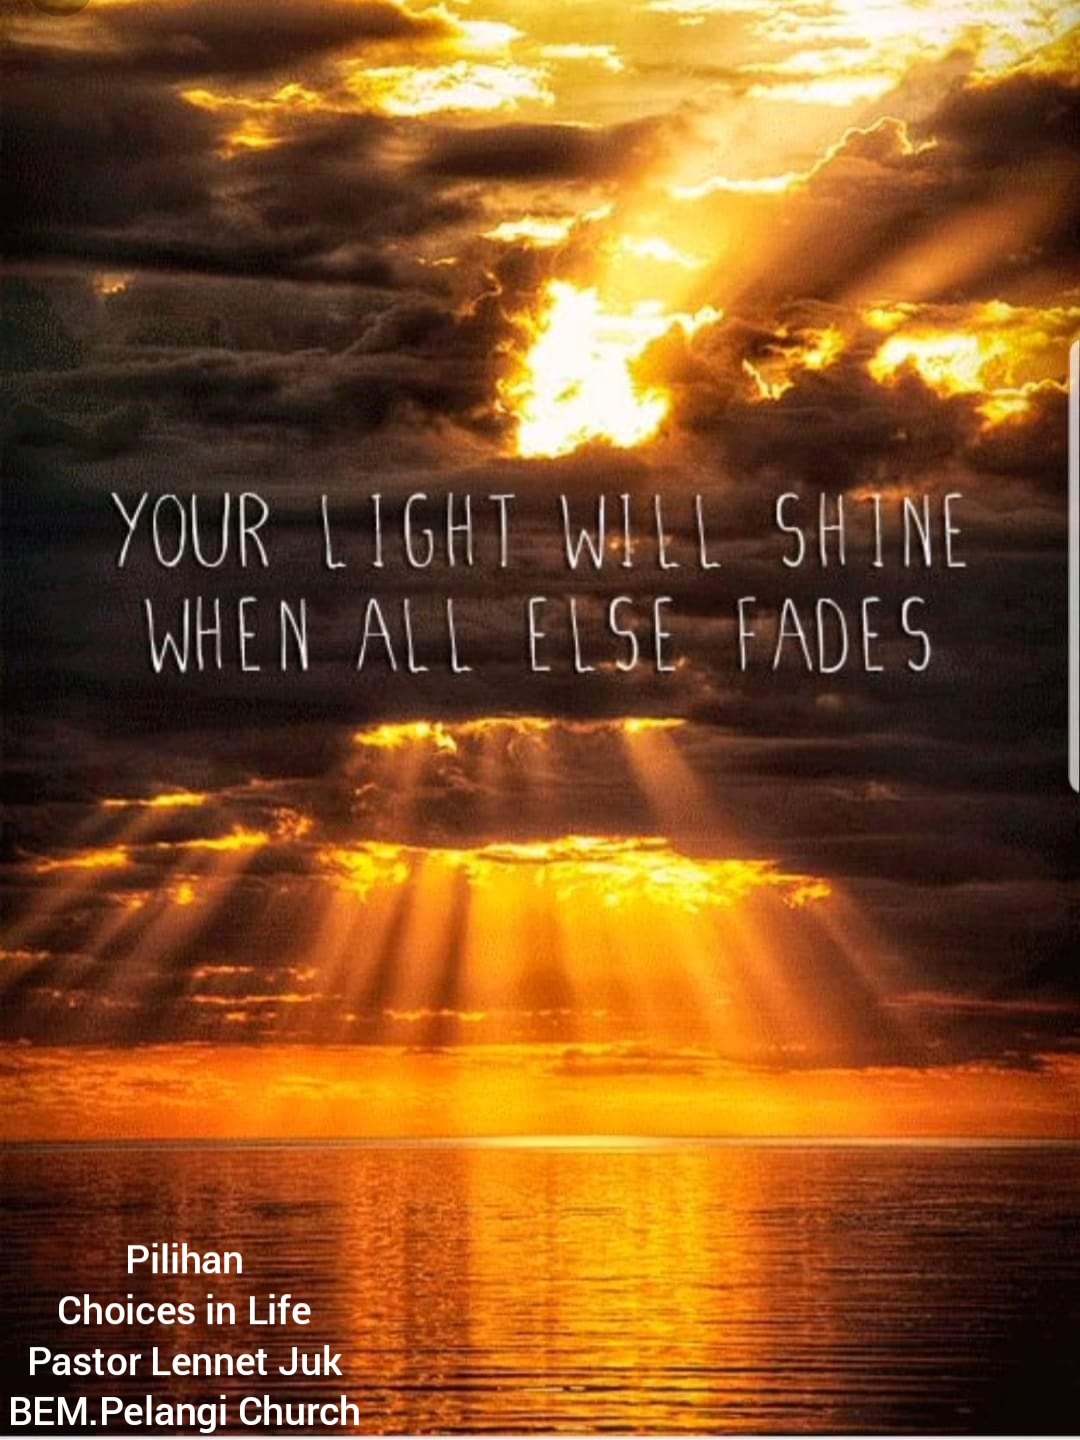 YOUR LIGHT WILL SHINE
WHEN ALL ELSE FADES
Pilihan
Choices in Life
Pastor Lennet Juk
BEM.Pelangi Church